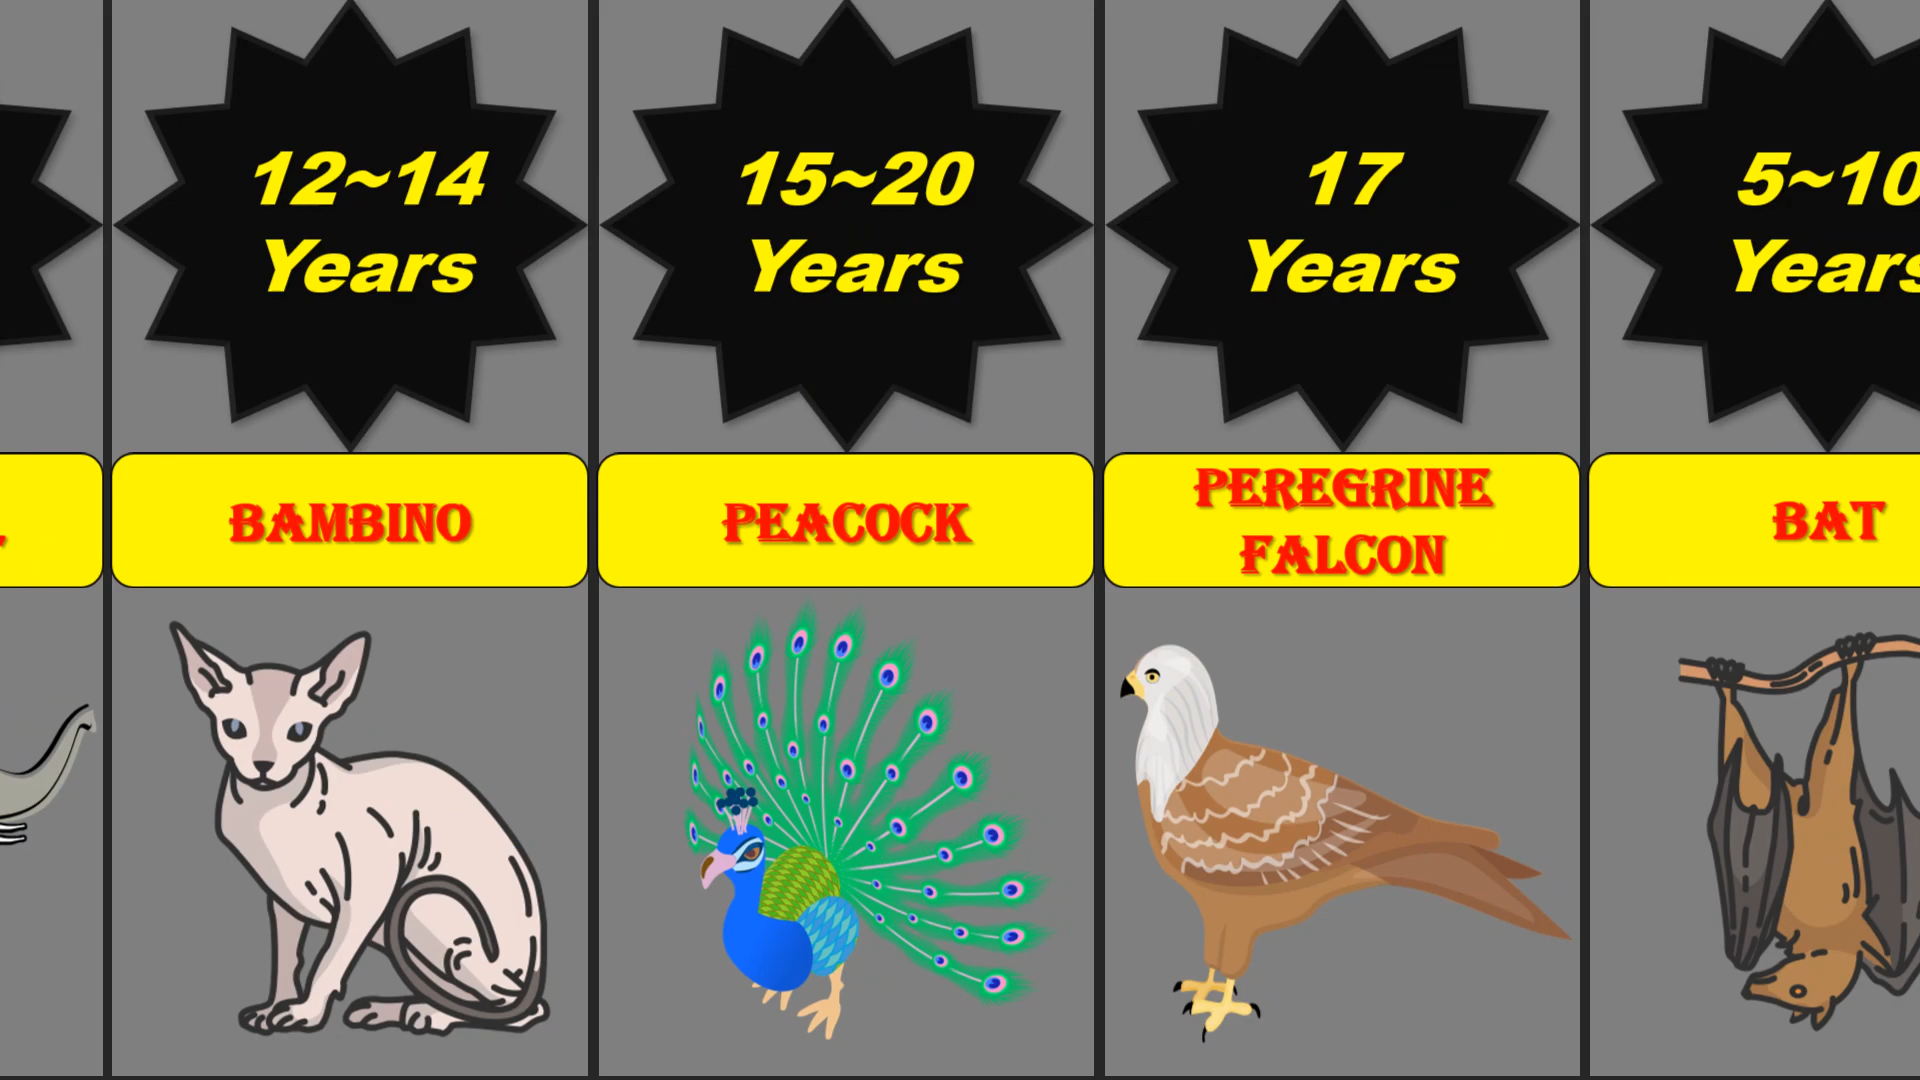 12~14
Years
BAMBINO
15~20
Years
PEACOCK
17
Years
PEREGRINE
FALCON
5~10
Years
BAT